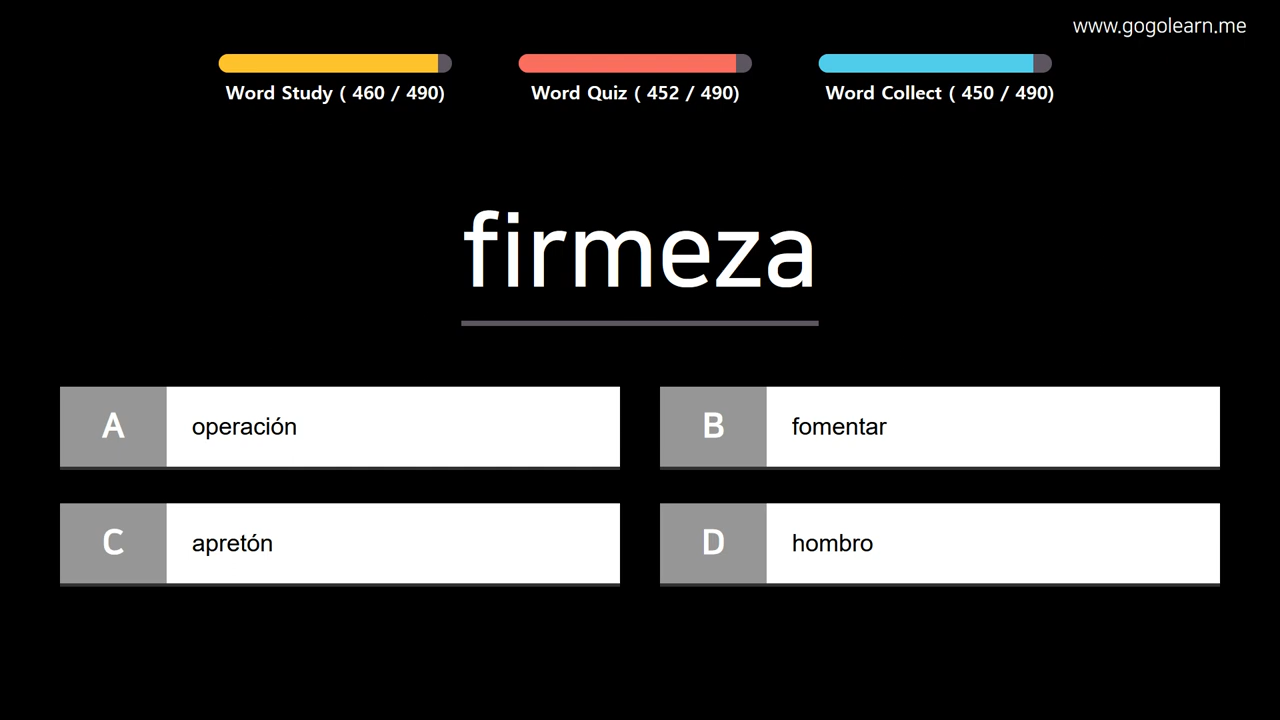 www.gogolearn.me
Word Study ( 460 / 490)
Word Quiz ( 452 / 490)
Word Collect ( 450 / 490)
firmeza
A operación
B fomentar
C apretón
D hombro